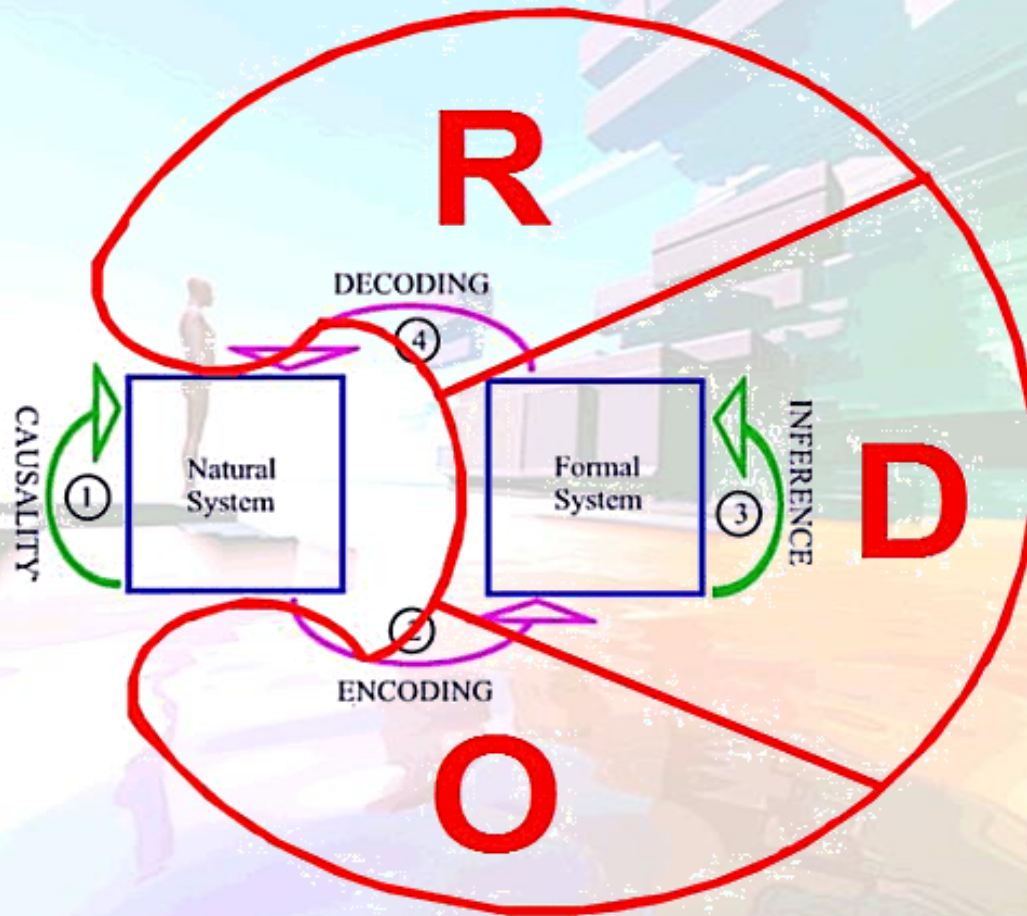 R
DECODING
4
CAUSALITY
1
Natural
System
Formal
System
3
INFERENCE
D
2
ENCODING
O